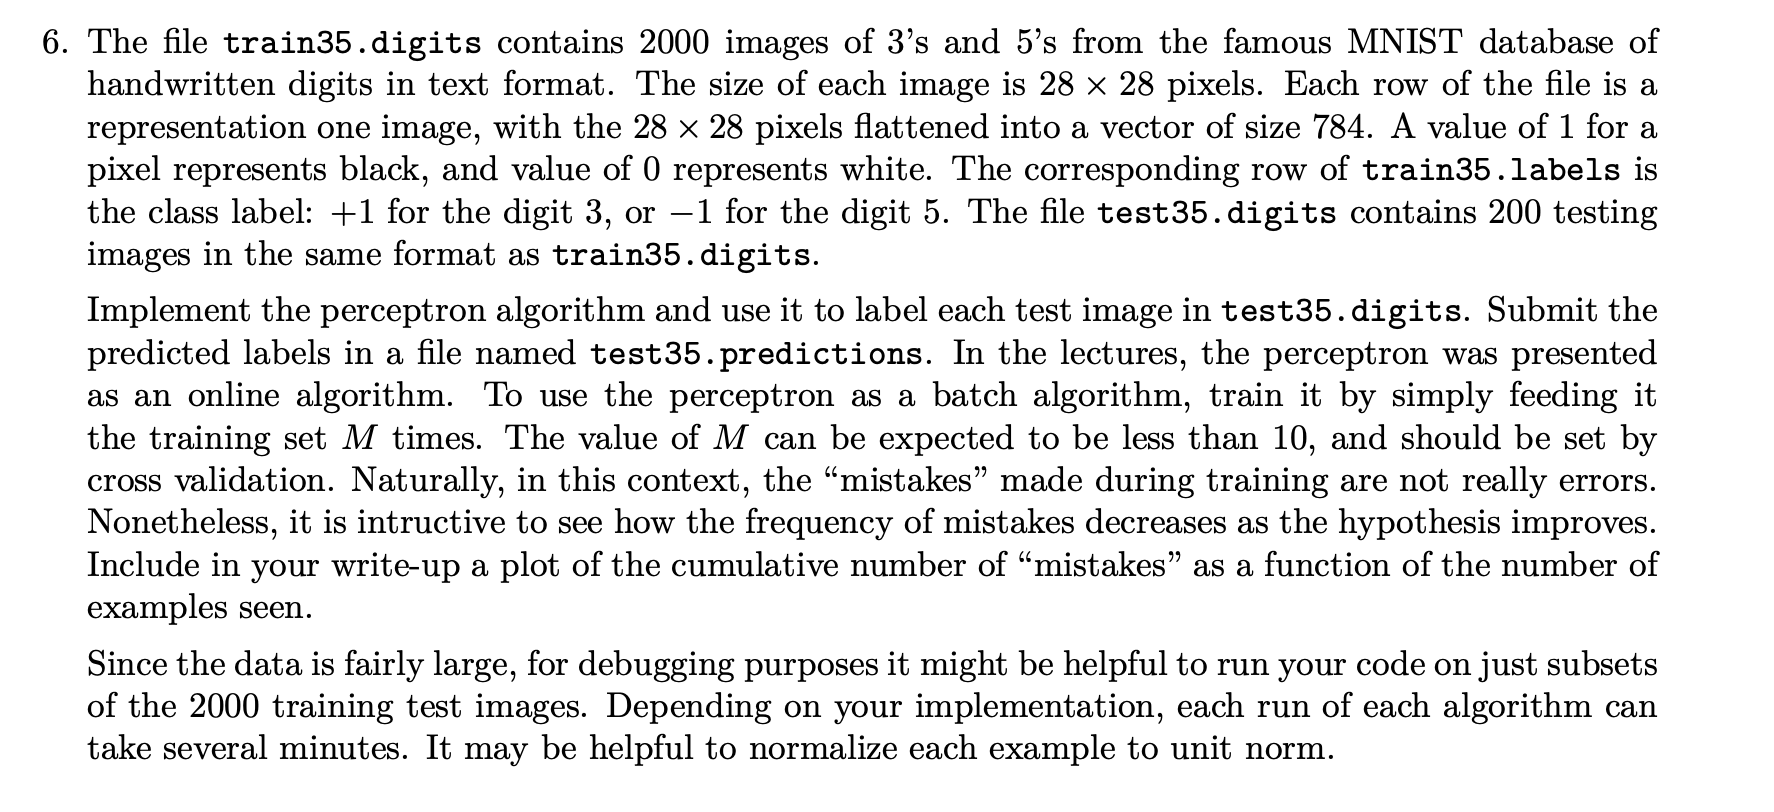 6. The file train35.digits contains 2000 images of 3's and 5's from the famous MNIST database of
handwritten digits in text format. The size of each image is 28 × 28 pixels. Each row of the file is a
representation one image, with the 28 × 28 pixels flattened into a vector of size 784. A value of 1 for a
pixel represents black, and value of 0 represents white. The corresponding row of train35.labels is
the class label: +1 for the digit 3, or −1 for the digit 5. The file test35.digits contains 200 testing
images in the same format as train35.digits.
Implement the perceptron algorithm and use it to label each test image in test35.digits. Submit the
predicted labels in a file named test35.predictions. In the lectures, the perceptron was presented
as an online algorithm. To use the perceptron as a batch algorithm, train it by simply feeding it
the training set M times. The value of M can be expected to be less than 10, and should be set by
cross validation. Naturally, in this context, the “mistakes” made during training are not really errors.
Nonetheless, it is intructive to see how the frequency of mistakes decreases as the hypothesis improves.
Include in your write-up a plot of the cumulative number of “mistakes” as a function of the number of
examples seen.
Since the data is fairly large, for debugging purposes it might be helpful to run your code on just subsets
of the 2000 training test images. Depending on your implementation, each run of each algorithm can
take several minutes. It may be helpful to normalize each example to unit norm.